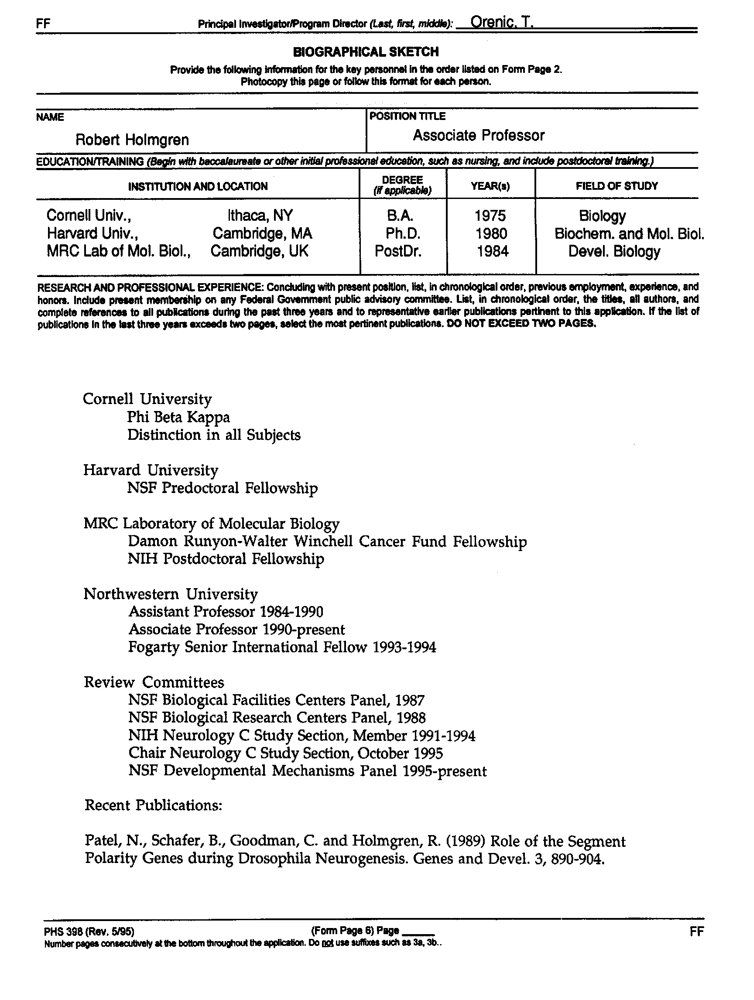 FF Principal Investigator/Program Director (Last, first, middle): Orenic, T.
BIOGRAPHICAL SKETCH
Provide the following information for the key personnel in the order listed on Form Page 2.
Photocopy this page or follow this format for each person.
NAME POSITION TITLE
Robert Holmgren Associate Professor
EDUCATION/TRAINING (Begin with baccalaureate or other initial professional education, such as nursing, and include postdoctoral training.)
INSTITUTION AND LOCATION DEGREE (if applicable) YEAR(s) FIELD OF STUDY
Cornell Univ., Ithaca, NY B.A. 1975 Biology
Harvard Univ., Cambridge, MA Ph.D. 1980 Biochem. and Mol. Biol.
MRC Lab of Mol. Biol., Cambridge, UK PostDr. 1984 Devel. Biology
RESEARCH AND PROFESSIONAL EXPERIENCE: Concluding with present position, list, in chronological order, previous employment, experience, and
honors. Include present membership on any Federal Government public advisory committee. List, in chronological order, the titles, all authors, and
complete references to all publications during the past three years and to representative earlier publications pertinent to this application. If the list of
publications in the last three years exceeds two pages, select the most pertinent publications. DO NOT EXCEED TWO PAGES.
Cornell University
Phi Beta Kappa
Distinction in all Subjects
Harvard University
NSF Predoctoral Fellowship
MRC Laboratory of Molecular Biology
Damon Runyon-Walter Winchell Cancer Fund Fellowship
NIH Postdoctoral Fellowship
Northwestern University
Assistant Professor 1984-1990
Associate Professor 1990-present
Fogarty Senior International Fellow 1993-1994
Review Committees
NSF Biological Facilities Centers Panel, 1987
NSF Biological Research Centers Panel, 1988
NIH Neurology C Study Section, Member 1991-1994
Chair Neurology C Study Section, October 1995
NSF Developmental Mechanisms Panel 1995-present
Recent Publications:
Patel, N., Schafer, B., Goodman, C. and Holmgren, R. (1989) Role of the Segment
Polarity Genes during Drosophila Neurogenesis. Genes and Devel. 3, 890-904.
PHS 398 (Rev. 5/95) (Form Page 6) Page ______ FF
Number pages consecutively at the bottom throughout the application. Do not use suffixes such as 3a, 3b..